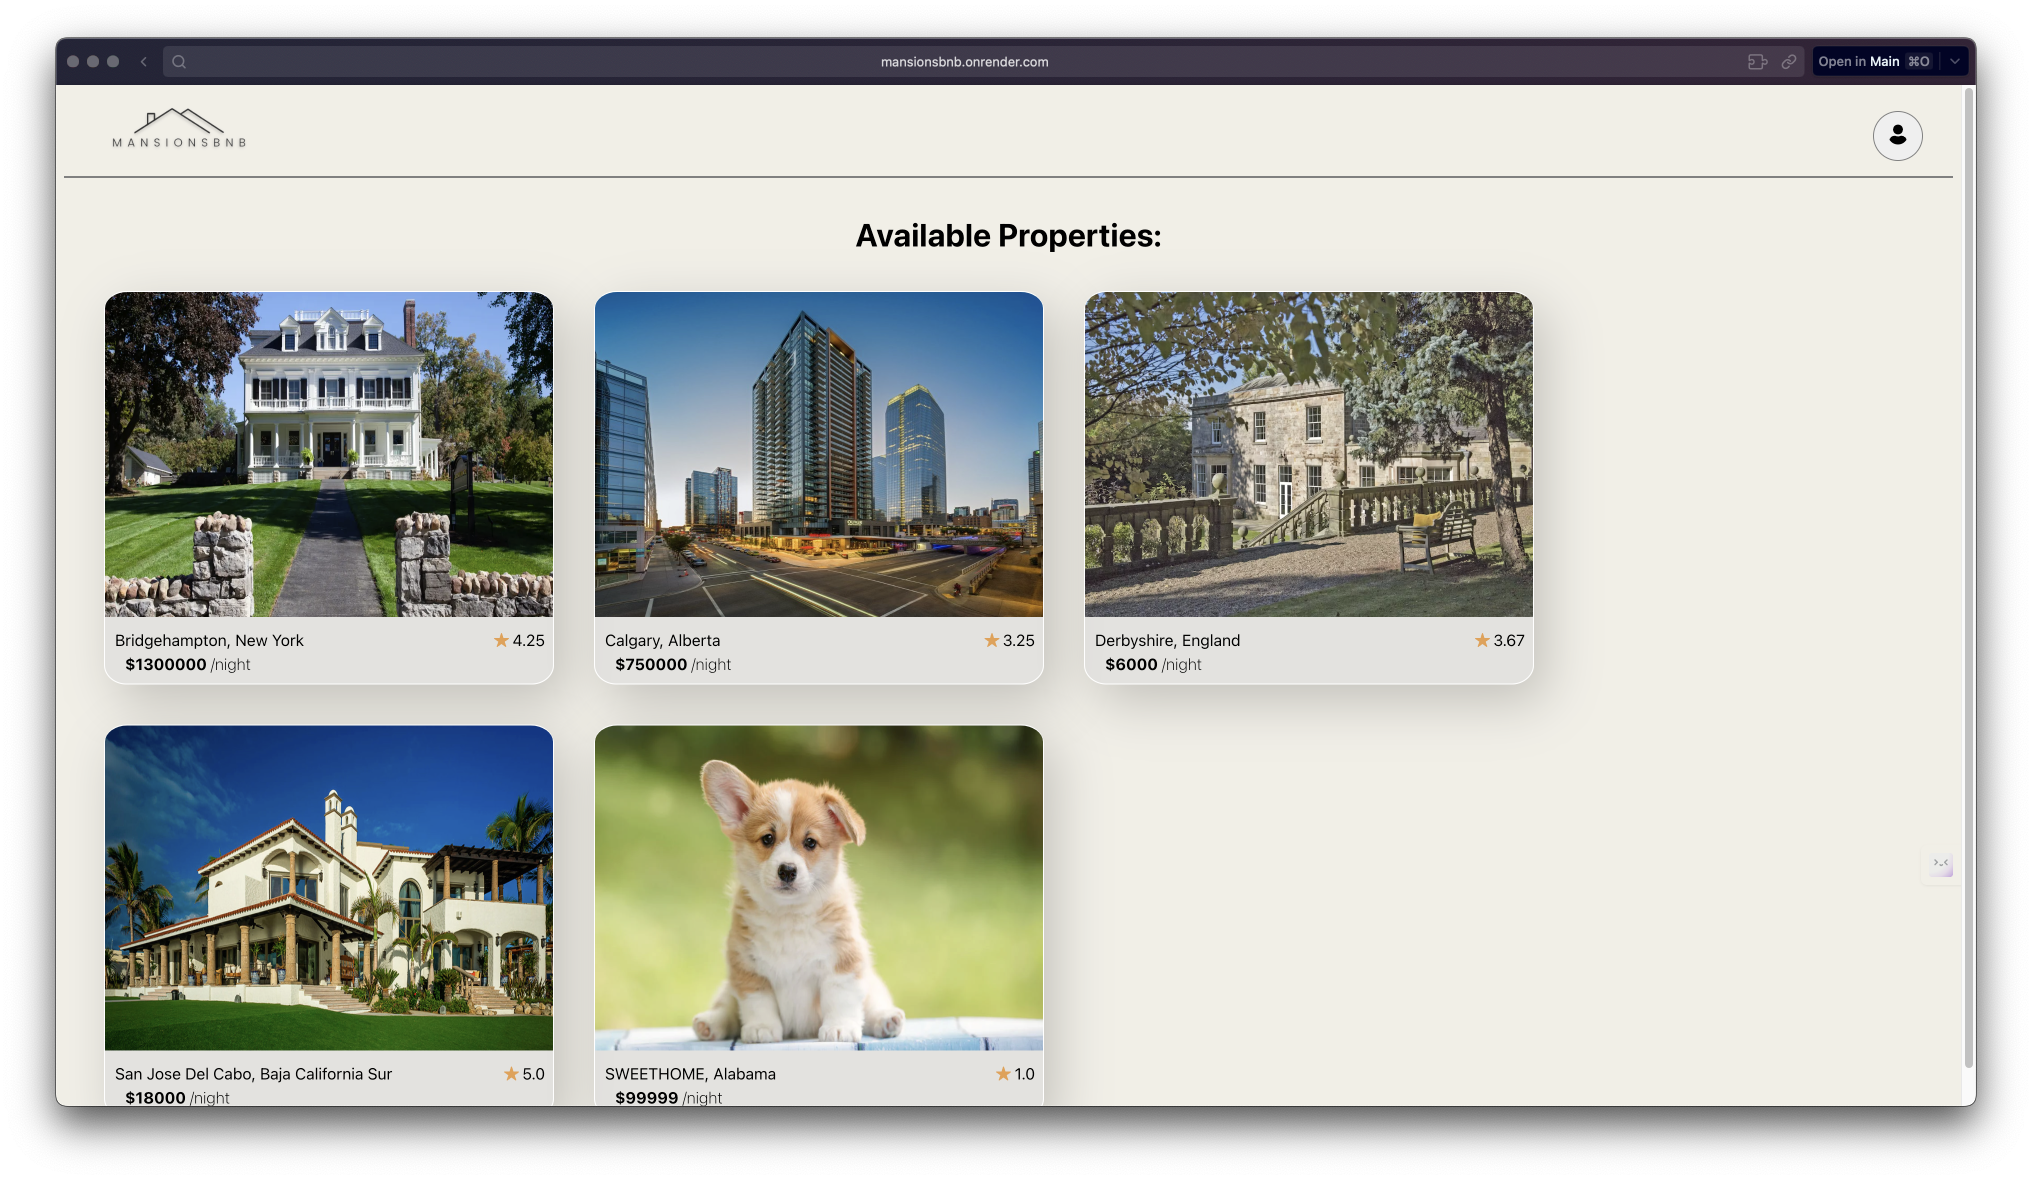 mansionsbnb.onrender.com
Open in Main ⌘O
MANSIONSBNB
Available Properties:
Bridgehampton, New York 4.25
$1300000 /night
Calgary, Alberta 3.25
$750000 /night
Derbyshire, England 3.67
$6000 /night
San Jose Del Cabo, Baja California Sur 5.0
$18000 /night
SWEETHOME, Alabama 1.0
$99999 /night